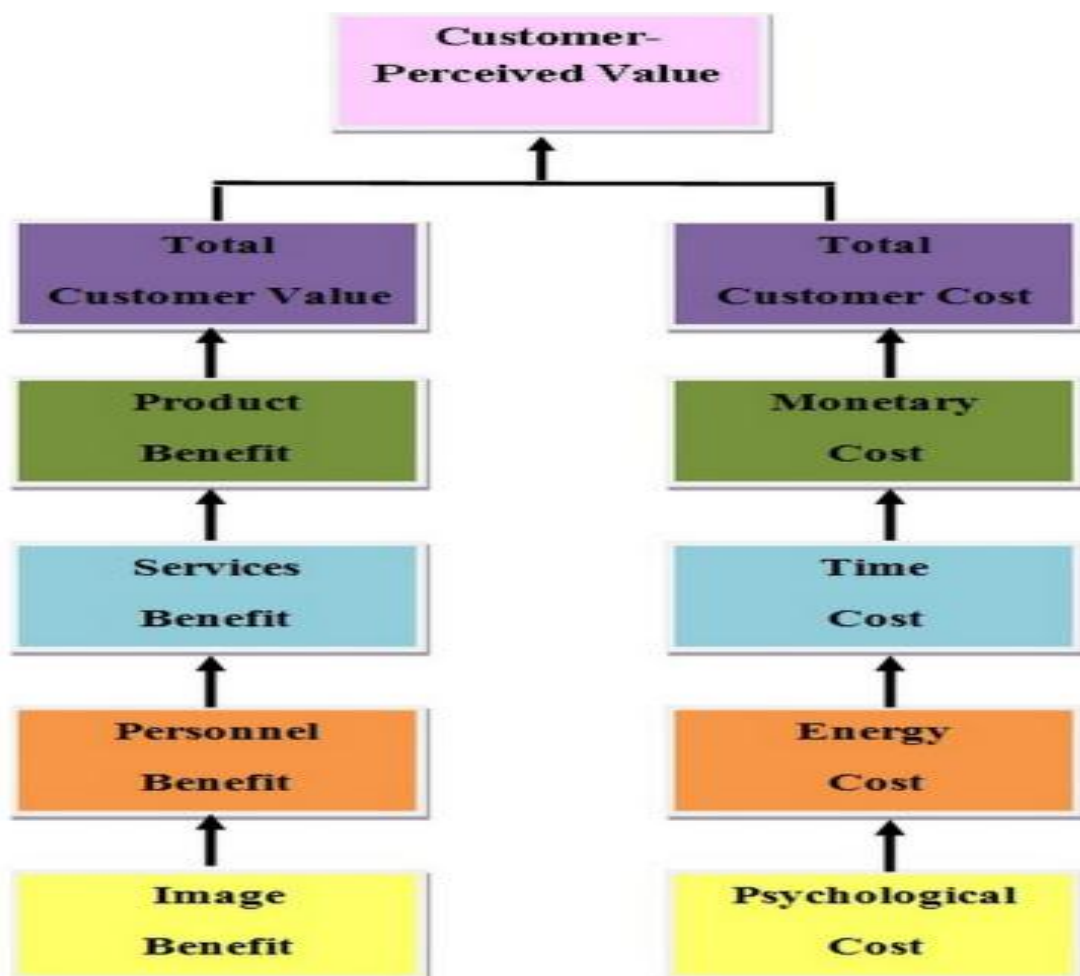 Customer-
Perceived Value
Total
Customer Value
Total
Customer Cost
Product
Benefit
Monetary
Cost
Services
Benefit
Time
Cost
Personnel
Benefit
Energy
Cost
Image
Benefit
Psychological
Cost